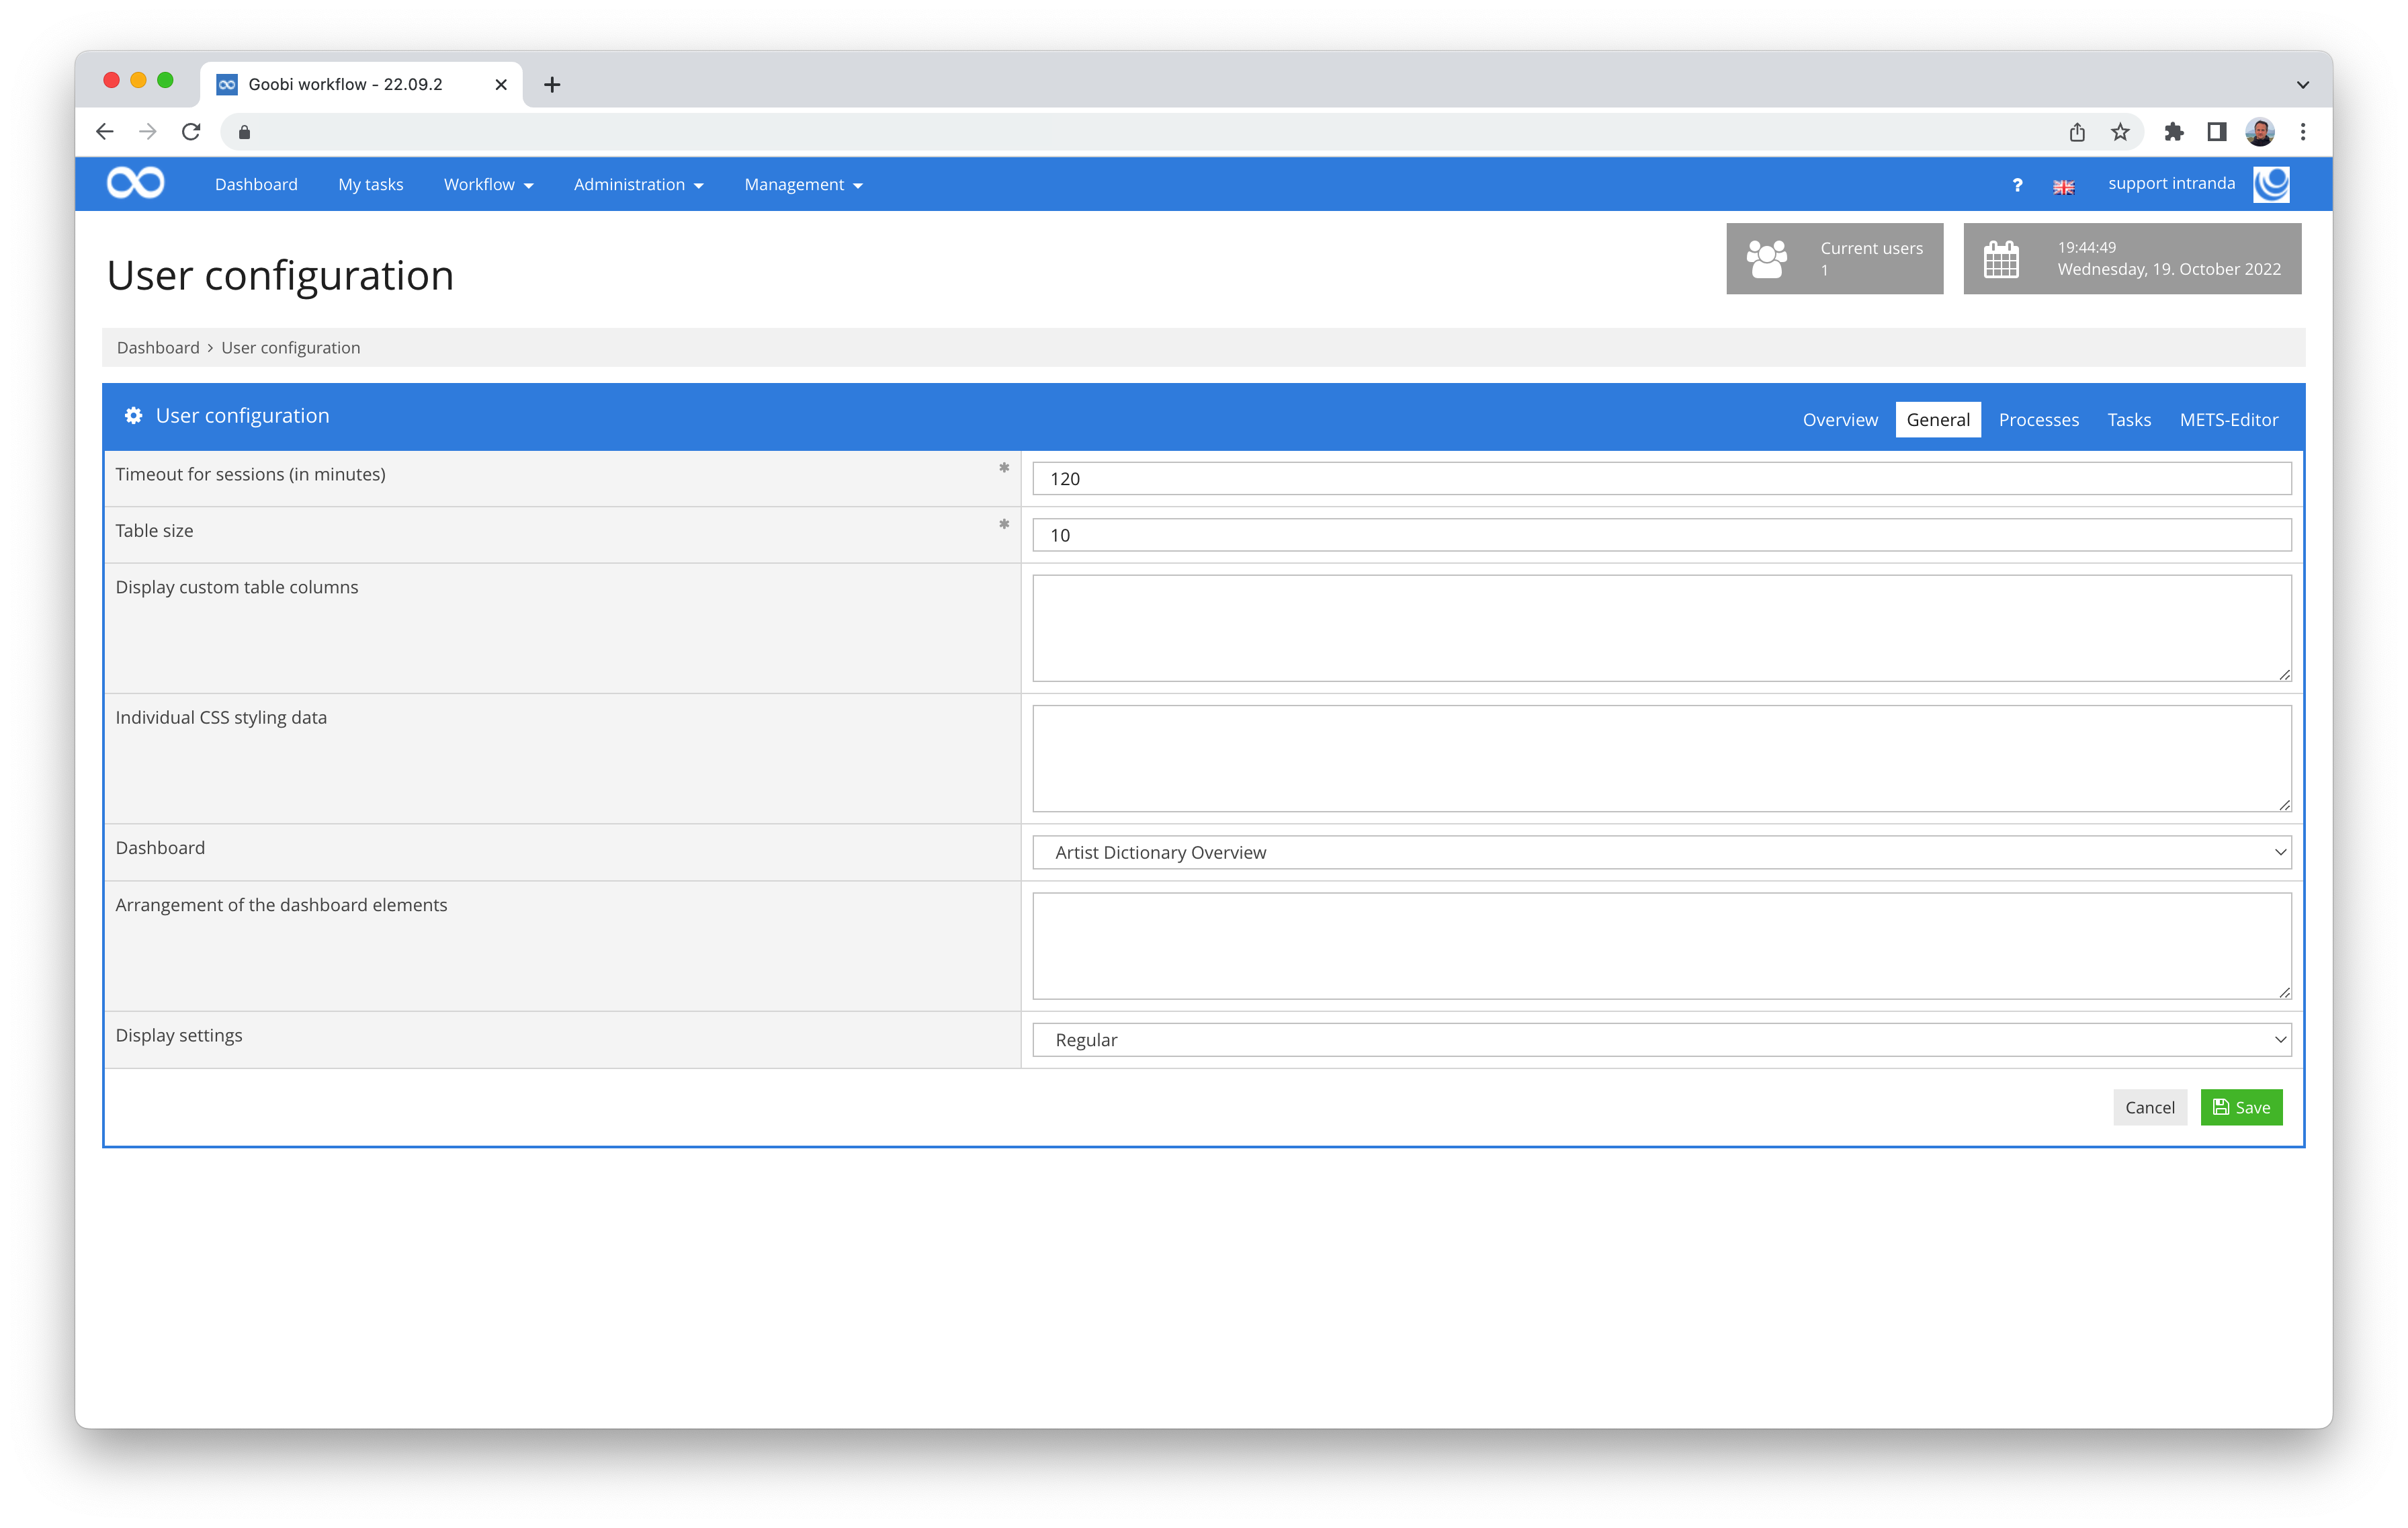 Goobi workflow - 22.09.2
Dashboard My tasks Workflow Administration Management ? support intranda
User configuration
Current users
1
19:44:49
Wednesday, 19. October 2022
Dashboard › User configuration
User configuration Overview General Processes Tasks METS-Editor
Timeout for sessions (in minutes) * 120
Table size * 10
Display custom table columns
Individual CSS styling data
Dashboard Artist Dictionary Overview
Arrangement of the dashboard elements
Display settings Regular
Cancel Save